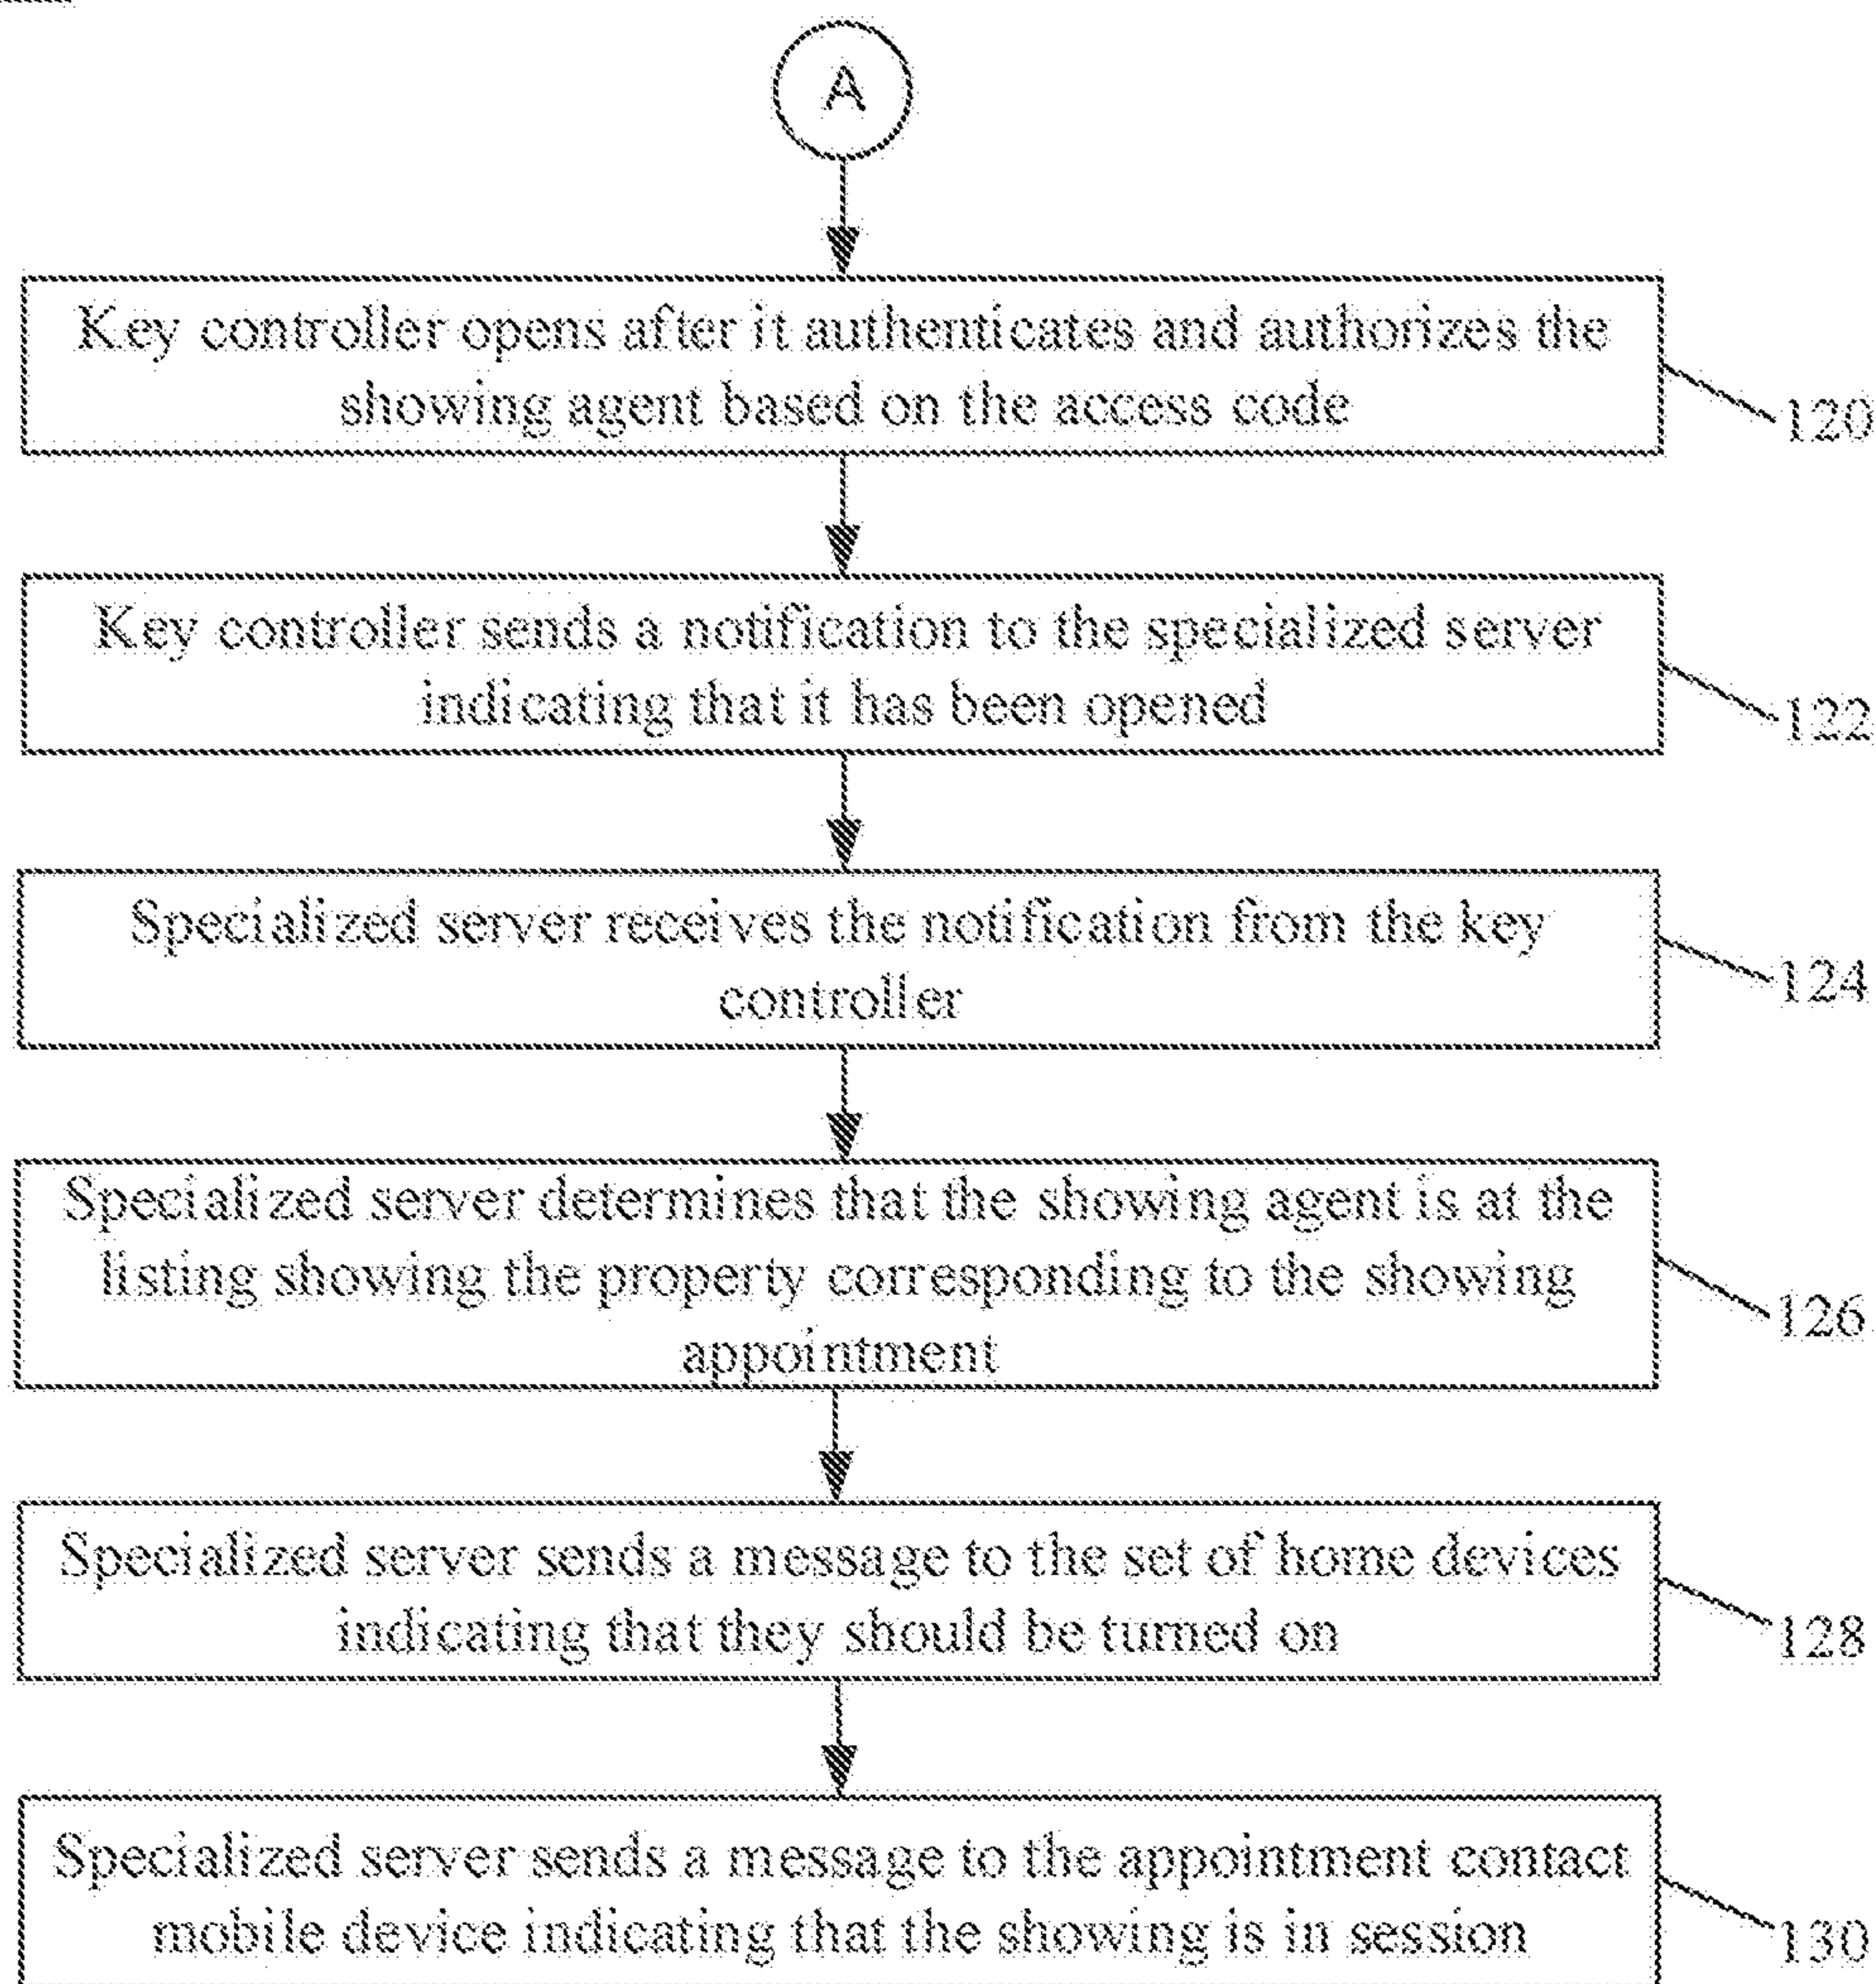 A
Key controller opens after it authenticates and authorizes the
showing agent based on the access code
120
Key controller sends a notification to the specialized server
indicating that it has been opened
122
Specialized server receives the notification from the key
controller
124
Specialized server determines that the showing agent is at the
listing showing the property corresponding to the showing
appointment
126
Specialized server sends a message to the set of home devices
indicating that they should be turned on
128
Specialized server sends a message to the appointment contact
mobile device indicating that the showing is in session
130